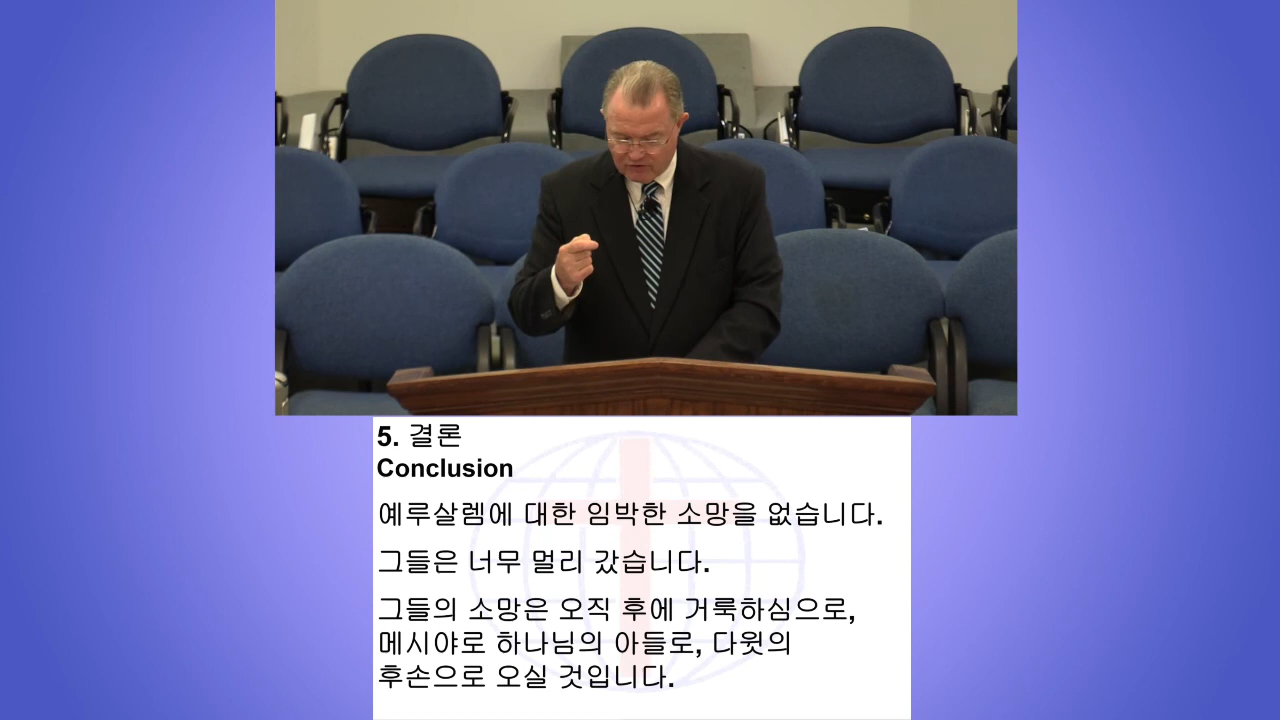 5. 결론
Conclusion
예루살렘에 대한 임박한 소망을 없습니다.
그들은 너무 멀리 갔습니다.
그들의 소망은 오직 후에 거룩하심으로,
메시야로 하나님의 아들로, 다윗의
후손으로 오실 것입니다.